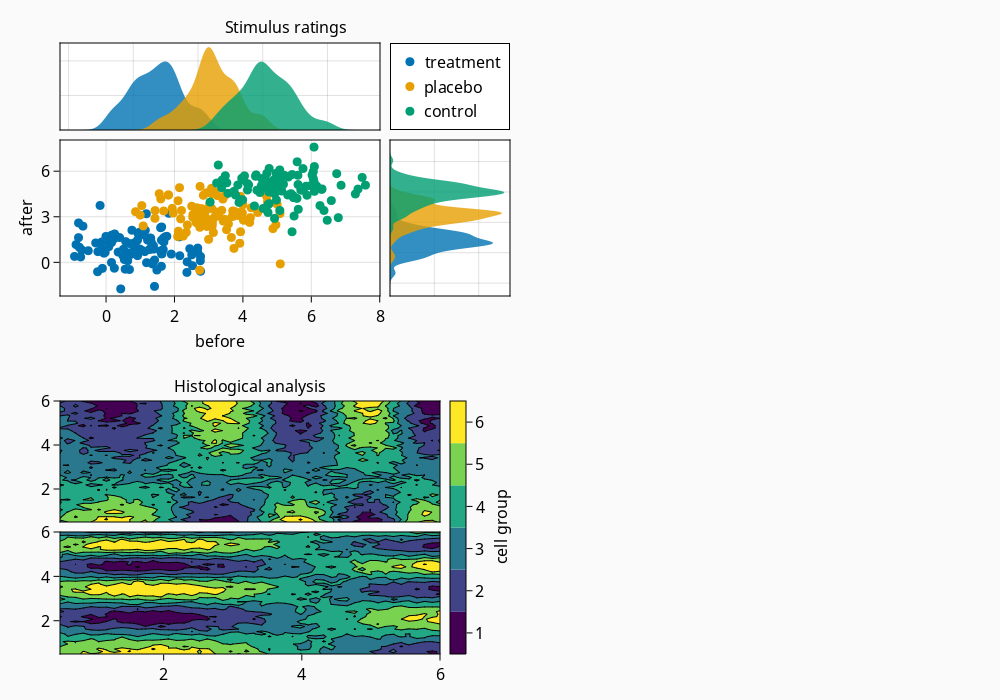 Stimulus ratings
treatment
placebo
control
after
6
3
0
0 2 4 6 8
before
Histological analysis
6
4
2
6
4
2
2 4 6
6
5
4
3
2
1
cell group